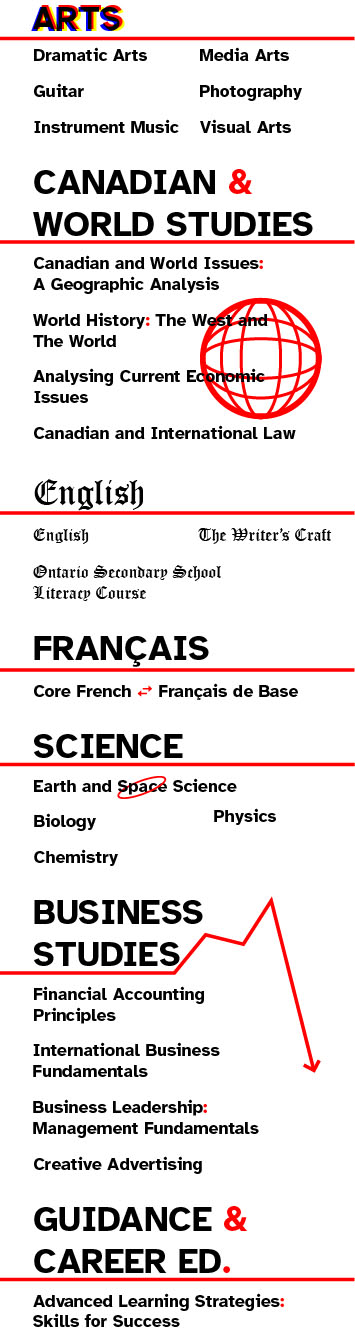 ARTS
Dramatic Arts Media Arts
Guitar Photography
Instrument Music Visual Arts
CANADIAN &
WORLD STUDIES
Canadian and World Issues:
A Geographic Analysis
World History: The West and
The World
Analysing Current Economic
Issues
Canadian and International Law
English
English The Writer's Craft
Ontario Secondary School
Literacy Course
FRANÇAIS
Core French ⇄ Français de Base
SCIENCE
Earth and Space Science
Biology Physics
Chemistry
BUSINESS
STUDIES
Financial Accounting
Principles
International Business
Fundamentals
Business Leadership:
Management Fundamentals
Creative Advertising
GUIDANCE &
CAREER ED.
Advanced Learning Strategies:
Skills for Success